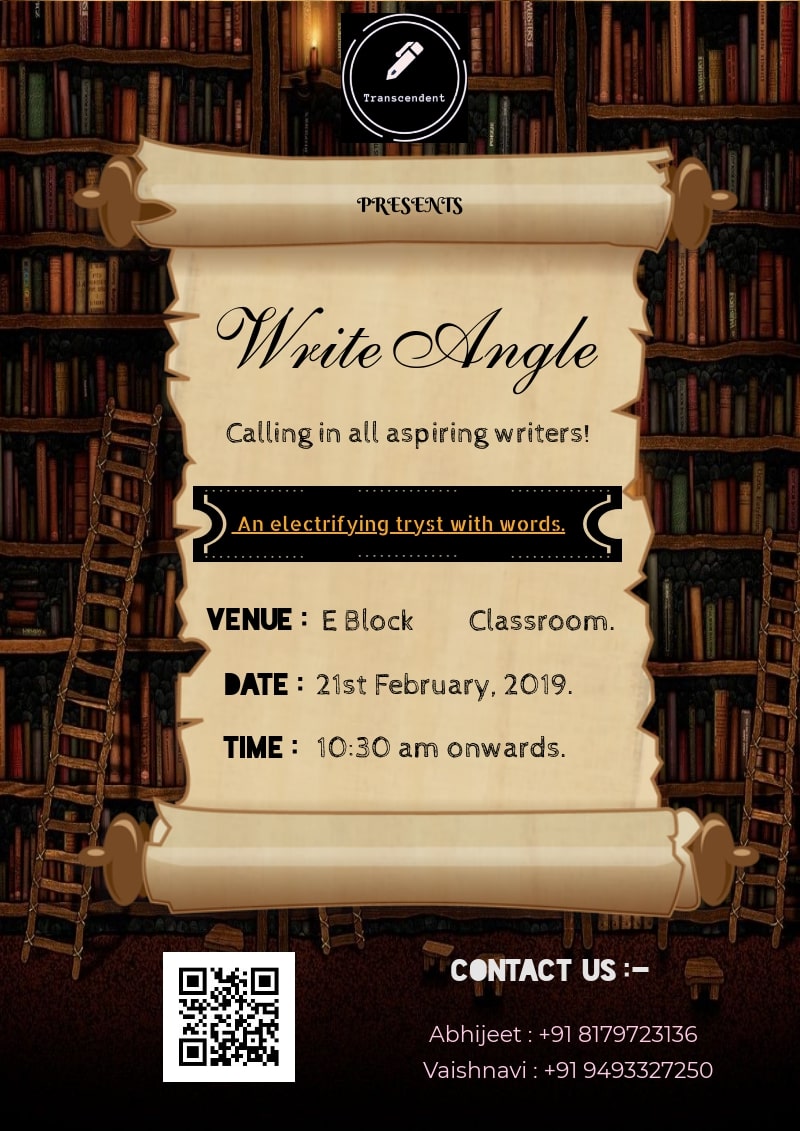 Transcendent
PRESENTS
Write Angle
Calling in all aspiring writers!
An electrifying tryst with words.
VENUE : E Block Classroom.
DATE : 21st February, 2019.
TIME : 10:30 am onwards.
CONTACT US :-
Abhijeet : +91 8179723136
Vaishnavi : +91 9493327250